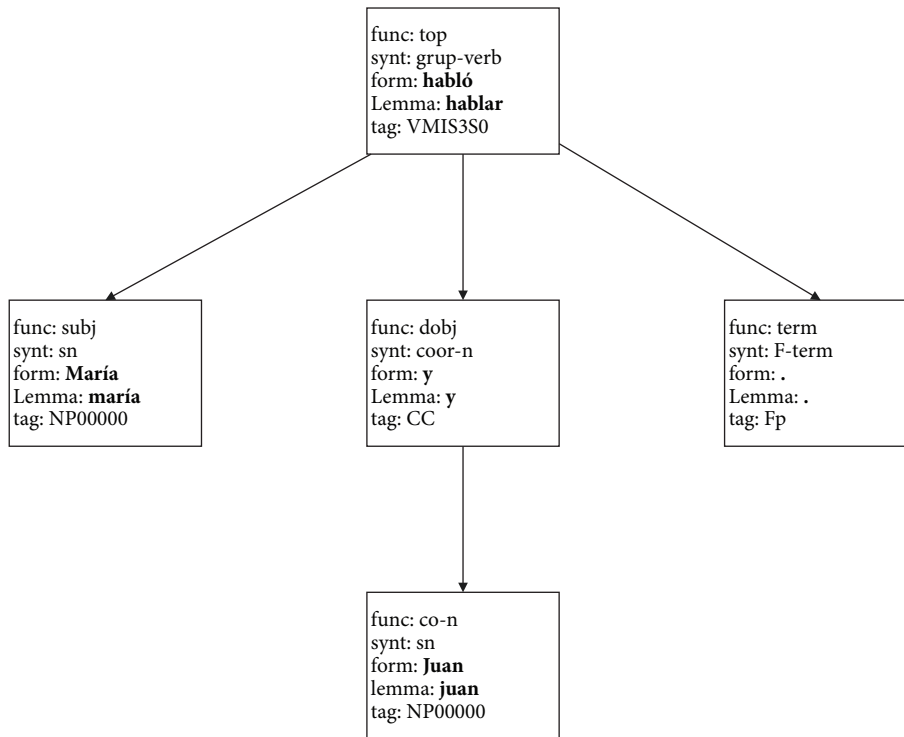 func: top
synt: grup-verb
form: habló
Lemma: hablar
tag: VMIS3S0
func: subj
synt: sn
form: María
Lemma: maría
tag: NP00000
func: dobj
synt: coor-n
form: y
Lemma: y
tag: CC
func: term
synt: F-term
form: .
Lemma: .
tag: Fp
func: co-n
synt: sn
form: Juan
lemma: juan
tag: NP00000